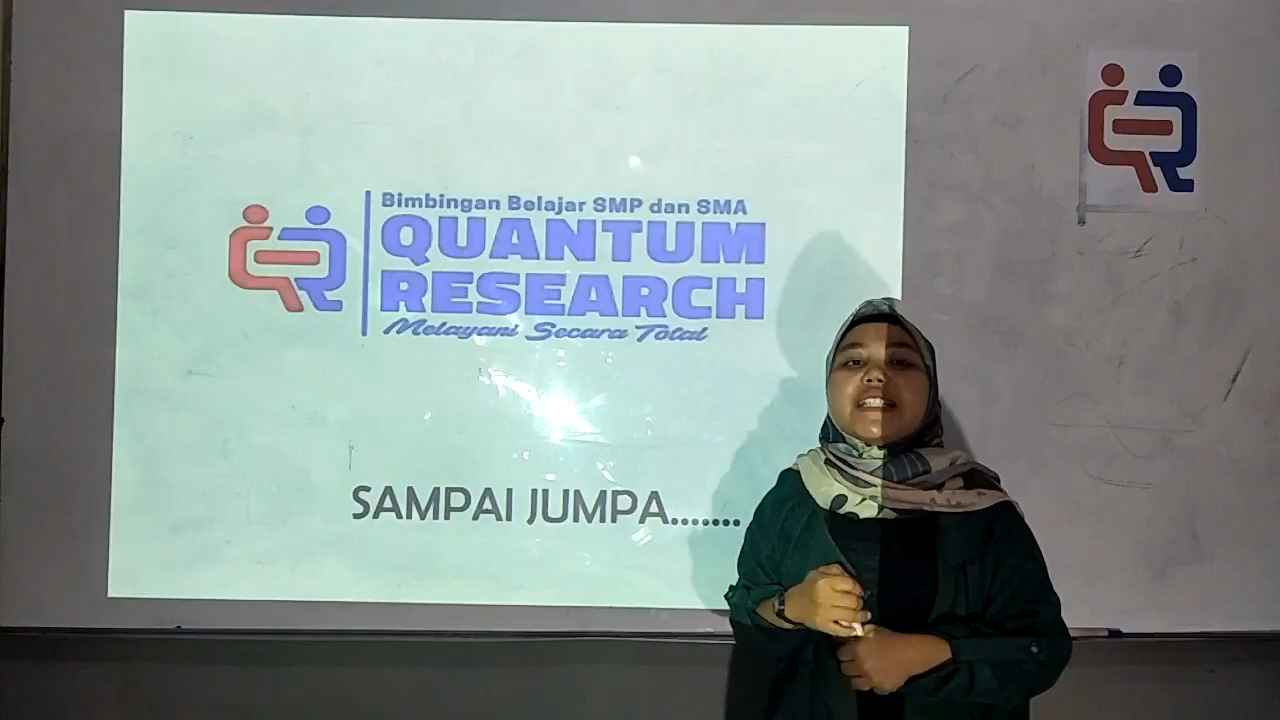 Bimbingan Belajar SMP dan SMA
QUANTUM
RESEARCH
Melayani Secara Total
SAMPAI JUMPA.......